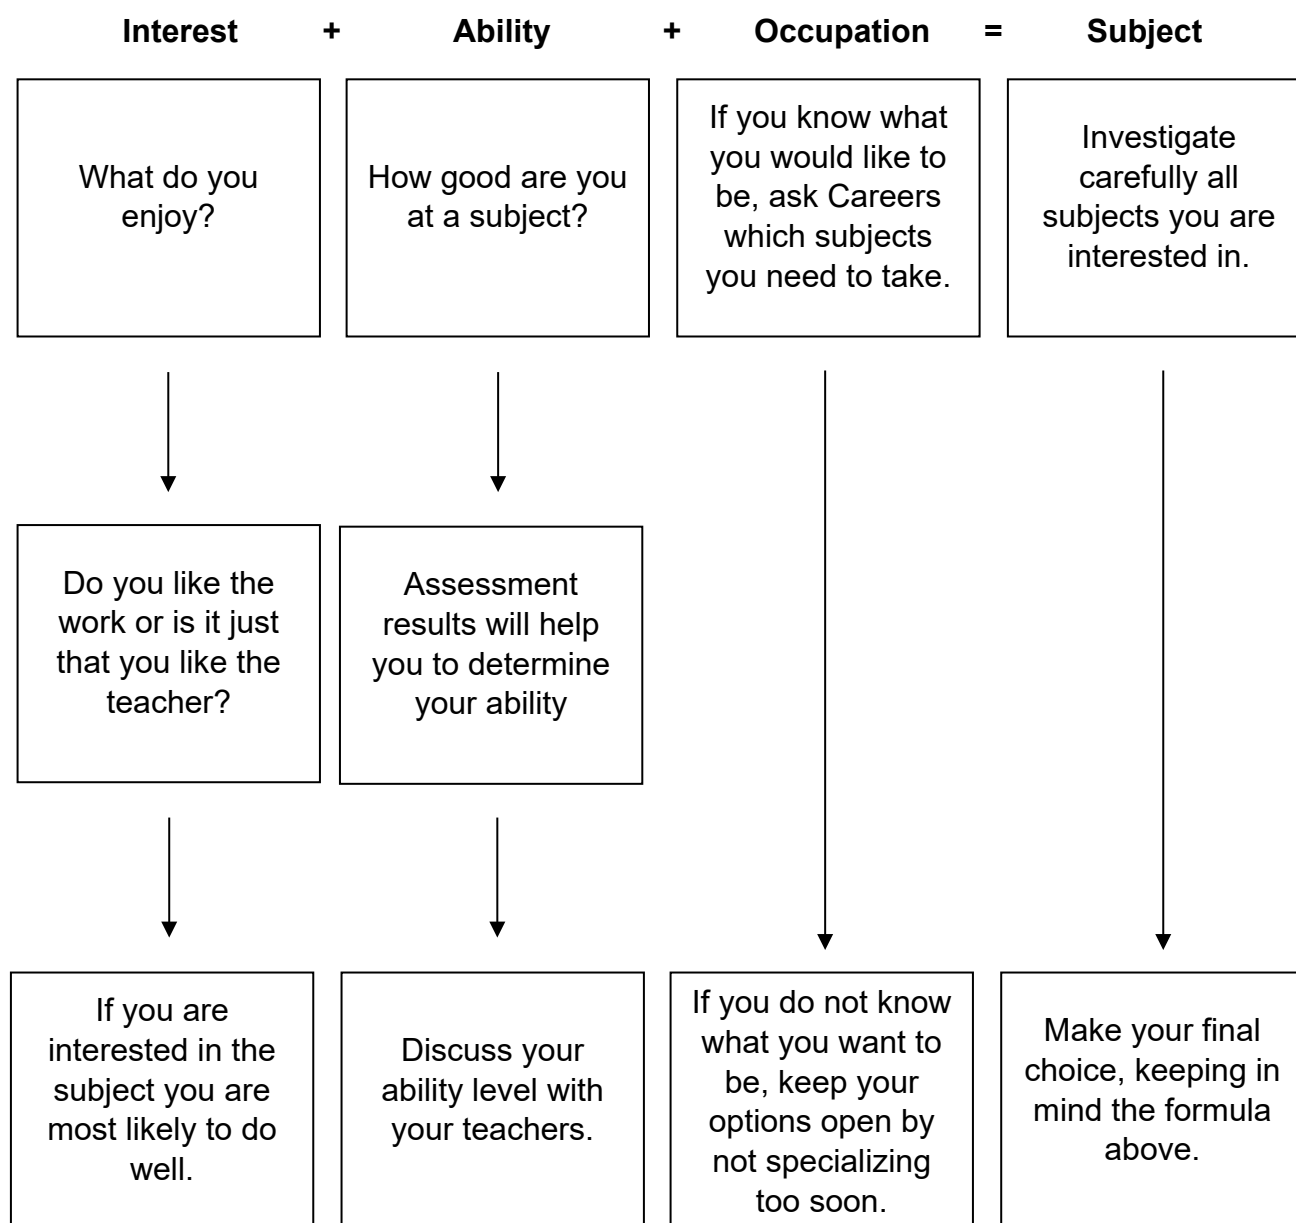 Interest + Ability + Occupation = Subject
What do you
enjoy?
How good are you
at a subject?
If you know what
you would like to
be, ask Careers
which subjects
you need to take.
Investigate
carefully all
subjects you are
interested in.
Do you like the
work or is it just
that you like the
teacher?
Assessment
results will help
you to determine
your ability
If you are
interested in the
subject you are
most likely to do
well.
Discuss your
ability level with
your teachers.
If you do not know
what you want to
be, keep your
options open by
not specializing
too soon.
Make your final
choice, keeping in
mind the formula
above.